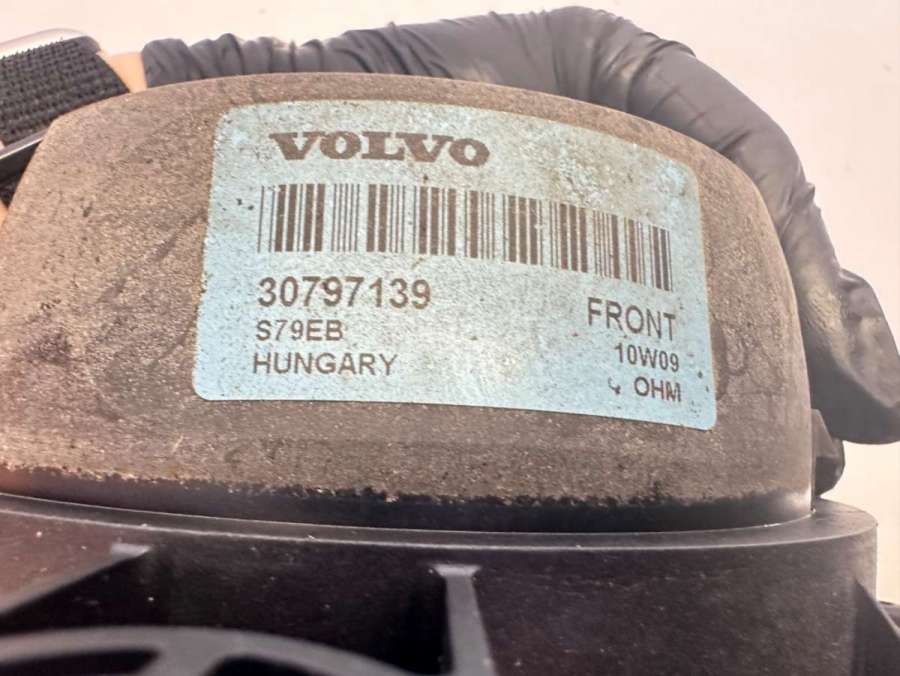 VOLVO
30797139
S79EB
HUNGARY
FRONT
10W09
OHM